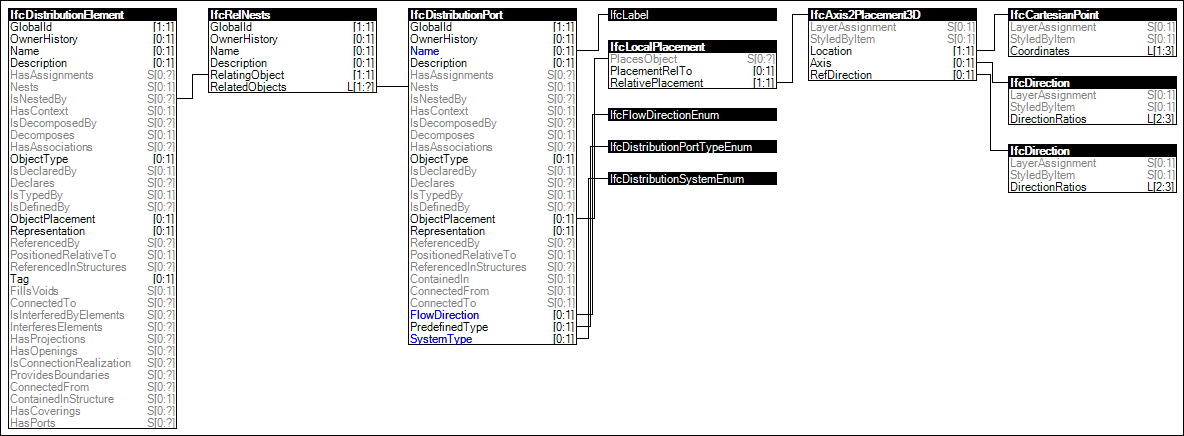 IfcDistributionElement
GlobalId [1:1]
OwnerHistory [0:1]
Name [0:1]
Description [0:1]
HasAssignments S[0:?]
Nests S[0:1]
IsNestedBy S[0:?]
HasContext S[0:1]
IsDecomposedBy S[0:?]
Decomposes S[0:1]
HasAssociations S[0:?]
ObjectType [0:1]
IsDeclaredBy S[0:1]
Declares S[0:?]
IsTypedBy S[0:1]
IsDefinedBy S[0:?]
ObjectPlacement [0:1]
Representation [0:1]
ReferencedBy S[0:?]
PositionedRelativeTo S[0:1]
ReferencedInStructures S[0:?]
Tag [0:1]
FillsVoids S[0:1]
ConnectedTo S[0:?]
IsInterferedByElements S[0:?]
InterferesElements S[0:?]
HasProjections S[0:?]
HasOpenings S[0:?]
IsConnectionRealization S[0:?]
ProvidesBoundaries S[0:?]
ConnectedFrom S[0:?]
ContainedInStructure S[0:1]
HasCoverings S[0:?]
HasPorts S[0:?]
IfcRelNests
GlobalId [1:1]
OwnerHistory [0:1]
Name [0:1]
Description [0:1]
RelatingObject [1:1]
RelatedObjects L[1:?]
IfcDistributionPort
GlobalId [1:1]
OwnerHistory [0:1]
Name [0:1]
Description [0:1]
HasAssignments S[0:?]
Nests S[0:1]
IsNestedBy S[0:?]
HasContext S[0:1]
IsDecomposedBy S[0:?]
Decomposes S[0:1]
HasAssociations S[0:?]
ObjectType [0:1]
IsDeclaredBy S[0:1]
Declares S[0:?]
IsTypedBy S[0:1]
IsDefinedBy S[0:?]
ObjectPlacement [0:1]
Representation [0:1]
ReferencedBy S[0:?]
PositionedRelativeTo S[0:1]
ReferencedInStructures S[0:?]
ContainedIn S[0:1]
ConnectedFrom S[0:1]
ConnectedTo S[0:1]
FlowDirection [0:1]
PredefinedType [0:1]
SystemType [0:1]
IfcLabel
IfcLocalPlacement
PlacesObject S[0:?]
PlacementRelTo [0:1]
RelativePlacement [1:1]
IfcFlowDirectionEnum
IfcDistributionPortTypeEnum
IfcDistributionSystemEnum
IfcAxis2Placement3D
LayerAssignment S[0:1]
StyledByItem S[0:1]
Location [1:1]
Axis [0:1]
RefDirection [0:1]
IfcCartesianPoint
LayerAssignment S[0:1]
StyledByItem S[0:1]
Coordinates L[1:3]
IfcDirection
LayerAssignment S[0:1]
StyledByItem S[0:1]
DirectionRatios L[2:3]
IfcDirection
LayerAssignment S[0:1]
StyledByItem S[0:1]
DirectionRatios L[2:3]